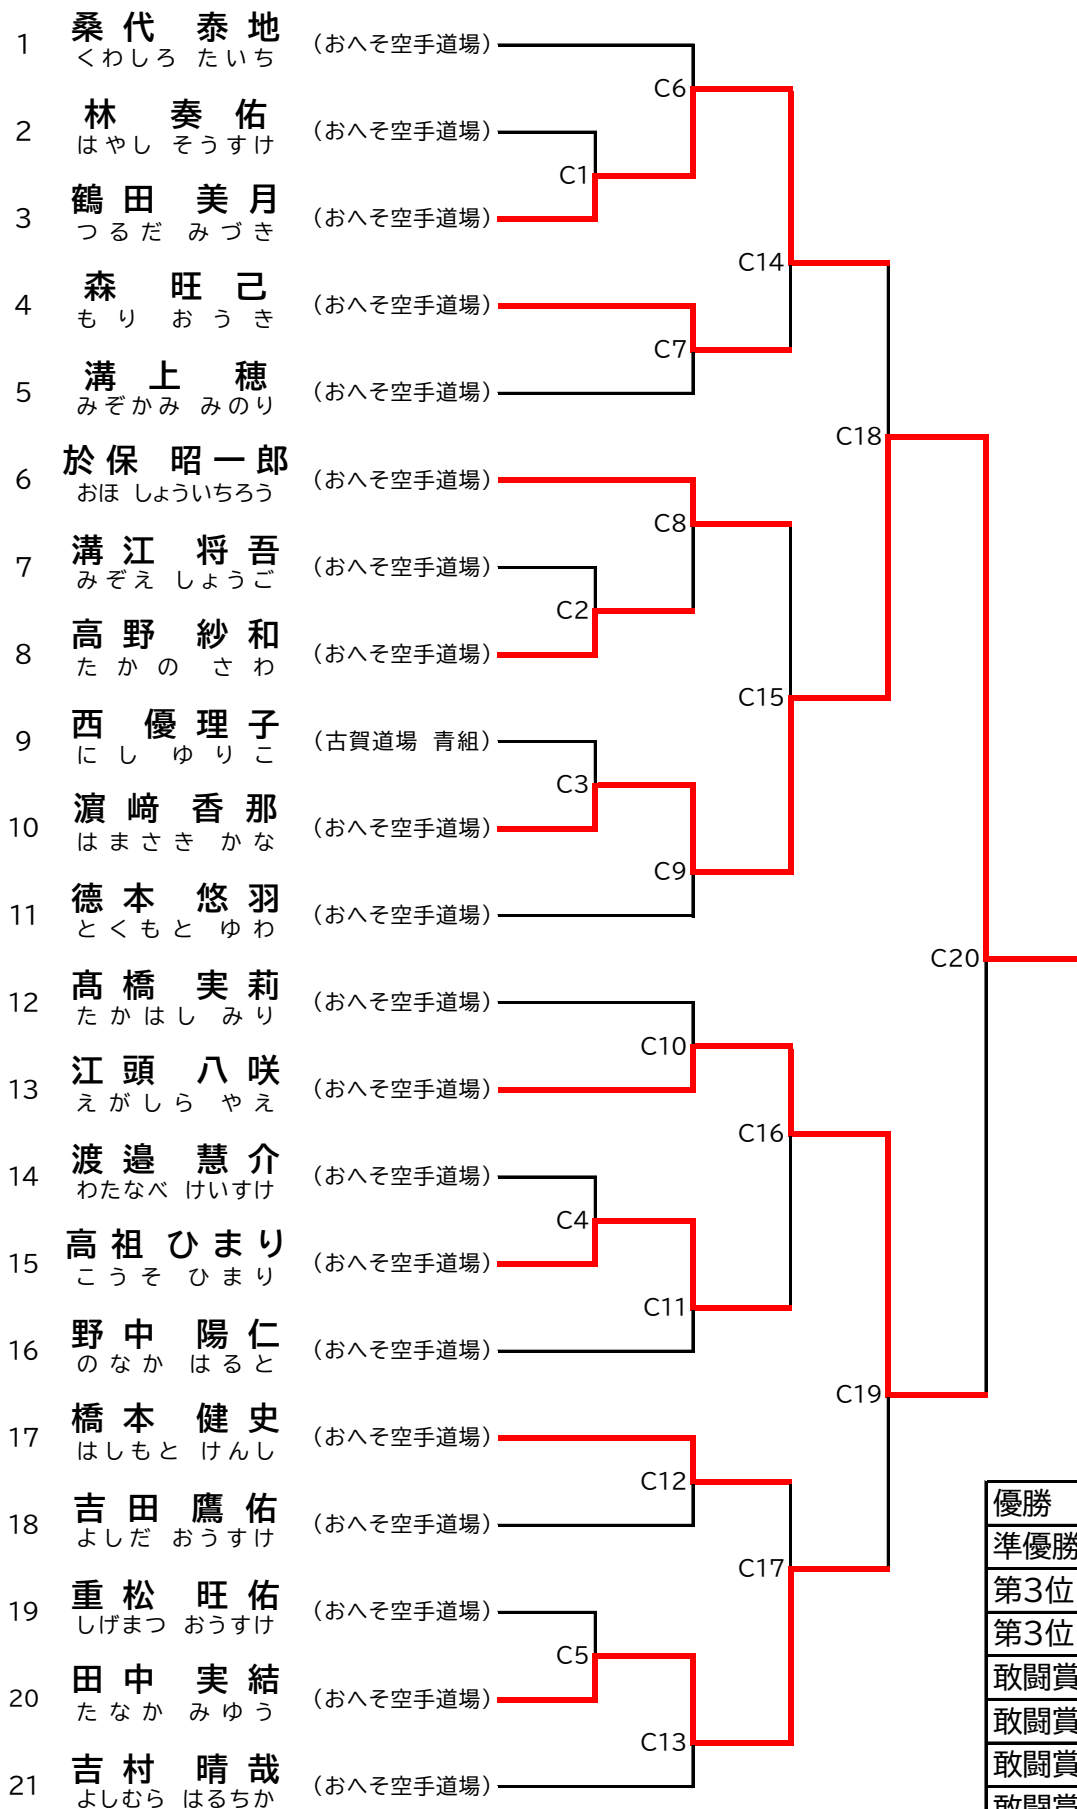 1 桑代 泰地 (おへそ空手道場)
くわしろ たいち
C6
2 林 奏佑 (おへそ空手道場)
はやし そうすけ
C1
3 鶴田 美月 (おへそ空手道場)
つるだ みづき
C14
4 森 旺己 (おへそ空手道場)
もり おうき
C7
5 溝上 穂 (おへそ空手道場)
みぞかみ みのり
C18
6 於保 昭一郎 (おへそ空手道場)
おほ しょういちろう
C8
7 溝江 将吾 (おへそ空手道場)
みぞえ しょうご
C2
8 高野 紗和 (おへそ空手道場)
たかの さわ
C15
9 西 優理子 (古賀道場 青組)
にし ゆりこ
C3
10 濵﨑 香那 (おへそ空手道場)
はまさき かな
C9
11 德本 悠羽 (おへそ空手道場)
とくもと ゆわ
C20
12 髙橋 実莉 (おへそ空手道場)
たかはし みり
C10
13 江頭 八咲 (おへそ空手道場)
えがしら やえ
C16
14 渡邉 慧介 (おへそ空手道場)
わたなべ けいすけ
C4
15 高祖 ひまり (おへそ空手道場)
こうそ ひまり
C11
16 野中 陽仁 (おへそ空手道場)
のなか はると
C19
17 橋本 健史 (おへそ空手道場)
はしもと けんし
C12
18 吉田 鷹佑 (おへそ空手道場)
よしだ おうすけ
C17
19 重松 旺佑 (おへそ空手道場)
しげまつ おうすけ
C5
20 田中 実結 (おへそ空手道場)
たなか みゆう
C13
21 吉村 晴哉 (おへそ空手道場)
よしむら はるちか
優勝
準優勝
第3位
第3位
敢闘賞
敢闘賞
敢闘賞
敢闘賞